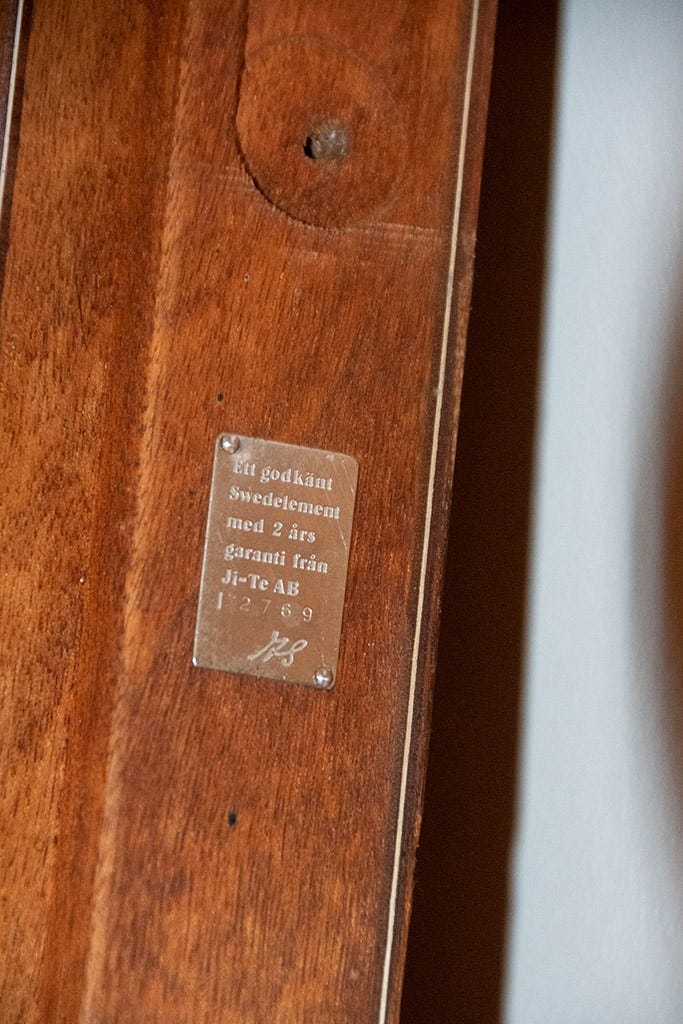 Ett godkänt
Swedelement
med 2 års
garanti från
Ji-Te AB
12769